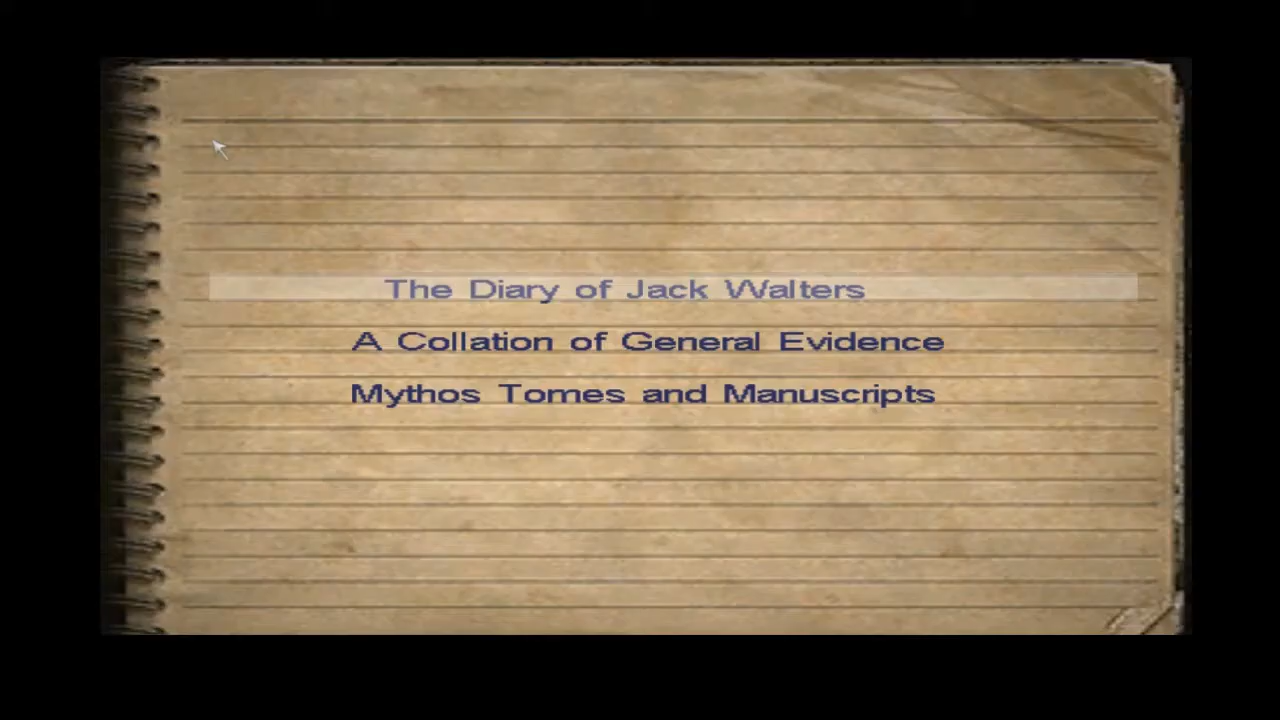 The Diary of Jack Walters
A Collation of General Evidence
Mythos Tomes and Manuscripts